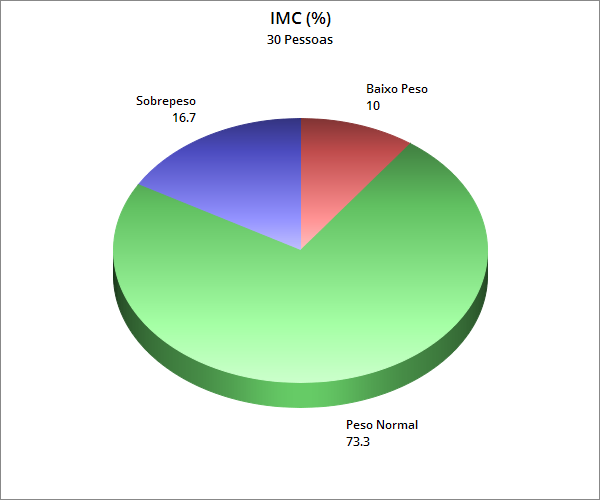 IMC (%)
30 Pessoas
Baixo Peso
10
Sobrepeso
16.7
Peso Normal
73.3